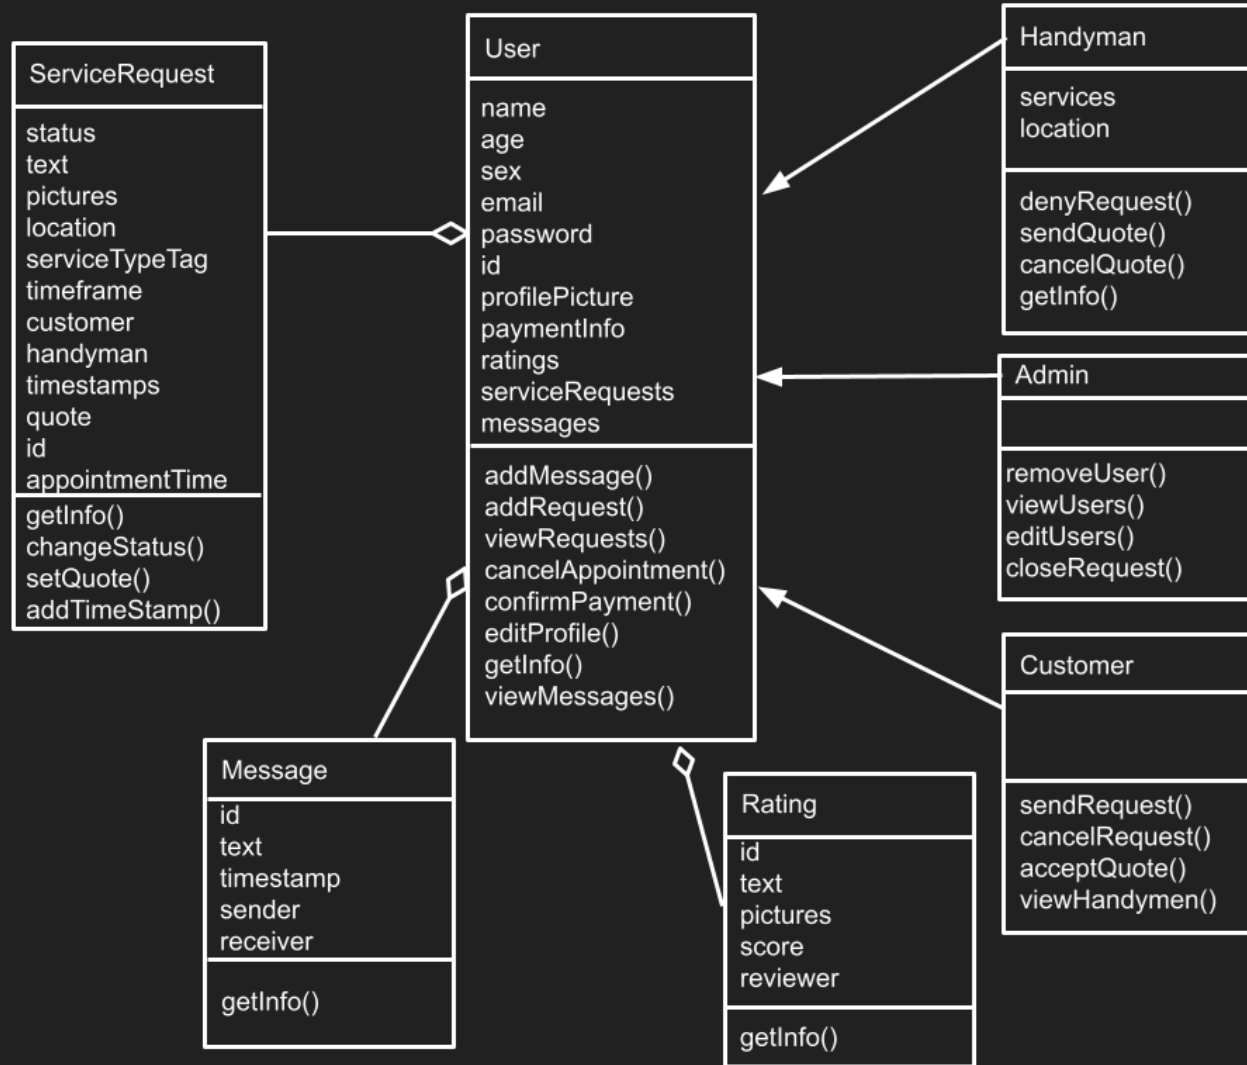 ServiceRequest
status
text
pictures
location
serviceTypeTag
timeframe
customer
handyman
timestamps
quote
id
appointmentTime
getInfo()
changeStatus()
setQuote()
addTimeStamp()
User
name
age
sex
email
password
id
profilePicture
paymentInfo
ratings
serviceRequests
messages
addMessage()
addRequest()
viewRequests()
cancelAppointment()
confirmPayment()
editProfile()
getInfo()
viewMessages()
Handyman
services
location
denyRequest()
sendQuote()
cancelQuote()
getInfo()
Admin
removeUser()
viewUsers()
editUsers()
closeRequest()
Customer
sendRequest()
cancelRequest()
acceptQuote()
viewHandymen()
Message
id
text
timestamp
sender
receiver
getInfo()
Rating
id
text
pictures
score
reviewer
getInfo()